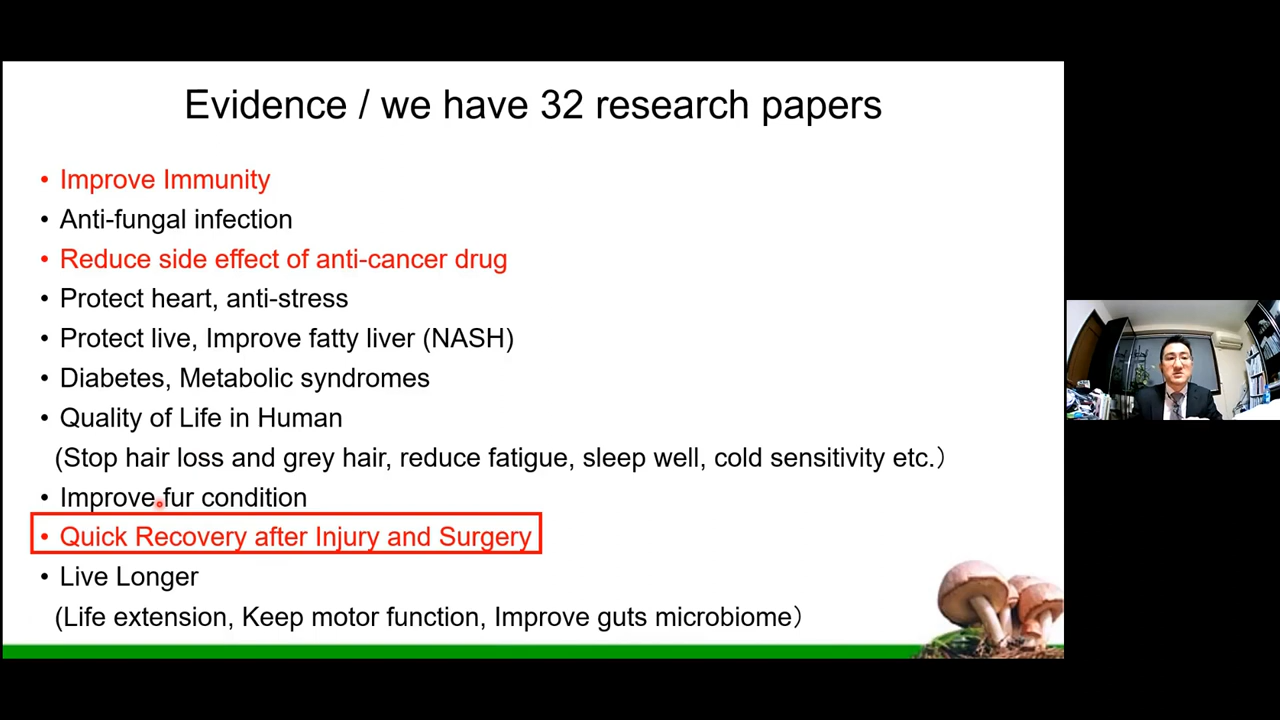 Evidence / we have 32 research papers
• Improve Immunity
• Anti-fungal infection
• Reduce side effect of anti-cancer drug
• Protect heart, anti-stress
• Protect live, Improve fatty liver (NASH)
• Diabetes, Metabolic syndromes
• Quality of Life in Human
(Stop hair loss and grey hair, reduce fatigue, sleep well, cold sensitivity etc.）
• Improve fur condition
• Quick Recovery after Injury and Surgery
• Live Longer
(Life extension, Keep motor function, Improve guts microbiome）